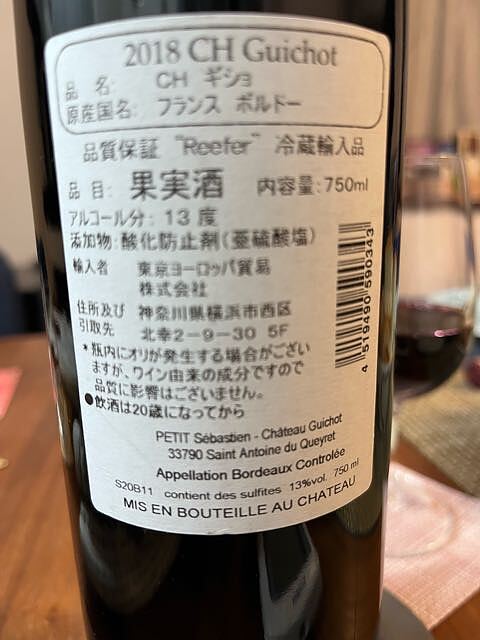 2018 CH Guichot
品 名: CH ギショ
原産国名: フランス ボルドー
品質保証 "Reefer" 冷蔵輸入品
品 目: 果実酒 内容量:750ml
アルコール分: 13 度
添加物:酸化防止剤(亜硫酸塩)
輸入者 東京ヨーロッパ貿易
株式会社
住所及び 神奈川県横浜市西区
引取先 北幸2-9-30 5F
*瓶内にオリが発生する場合がござい
ますが、ワイン由来の成分ですので
品質に影響はございません。
●飲酒は20歳になってから
4 519490 590343
PETIT Sébastien - Château Guichot
33790 Saint Antoine du Queyret
Appellation Bordeaux Controlée
S20B11 contient des sulfites 13%vol. 750 ml
MIS EN BOUTEILLE AU CHATEAU